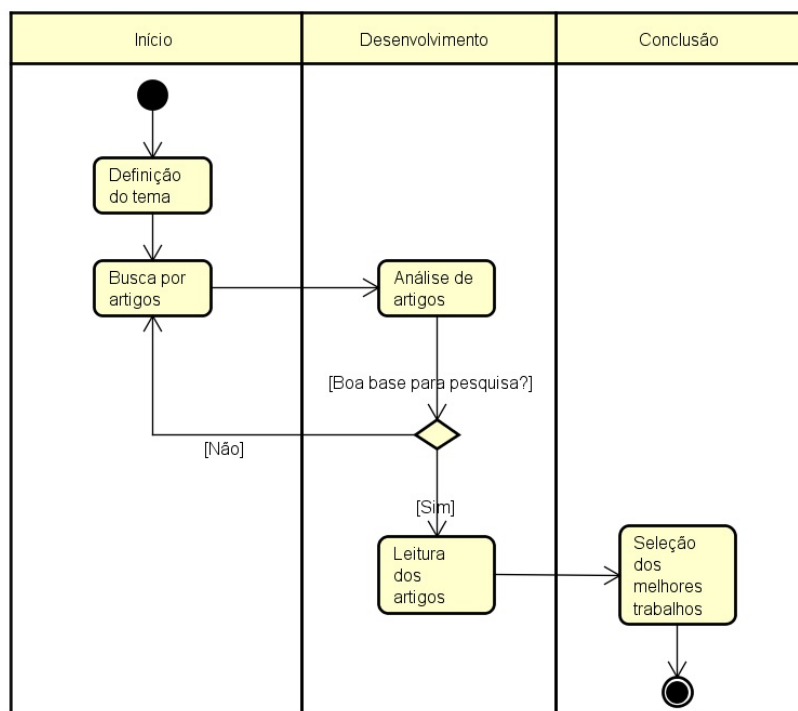 Início
Desenvolvimento
Conclusão
Definição
do tema
Busca por
artigos
Análise de
artigos
[Boa base para pesquisa?]
[Não]
[Sim]
Leitura
dos
artigos
Seleção
dos
melhores
trabalhos